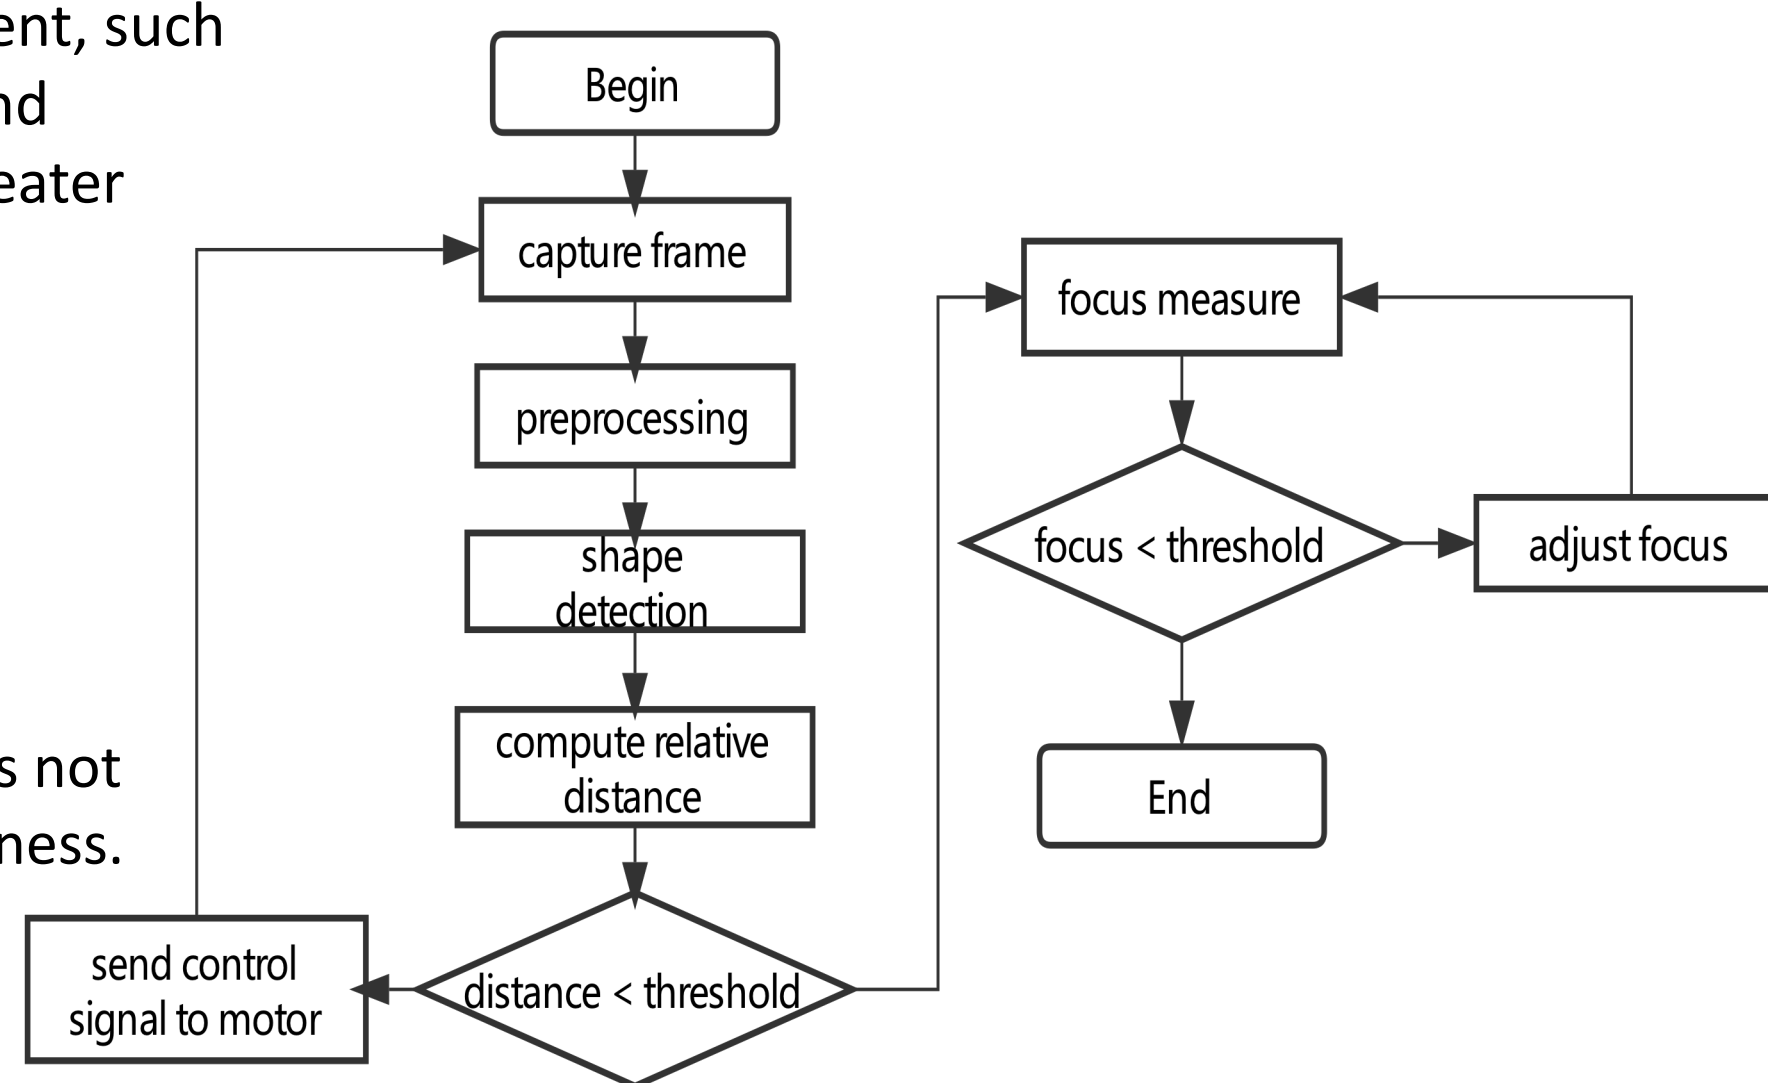 ent, such
nd
eater
s not
ness.
Begin
capture frame
preprocessing
shape
detection
compute relative
distance
distance < threshold
send control
signal to motor
focus measure
focus < threshold
adjust focus
End